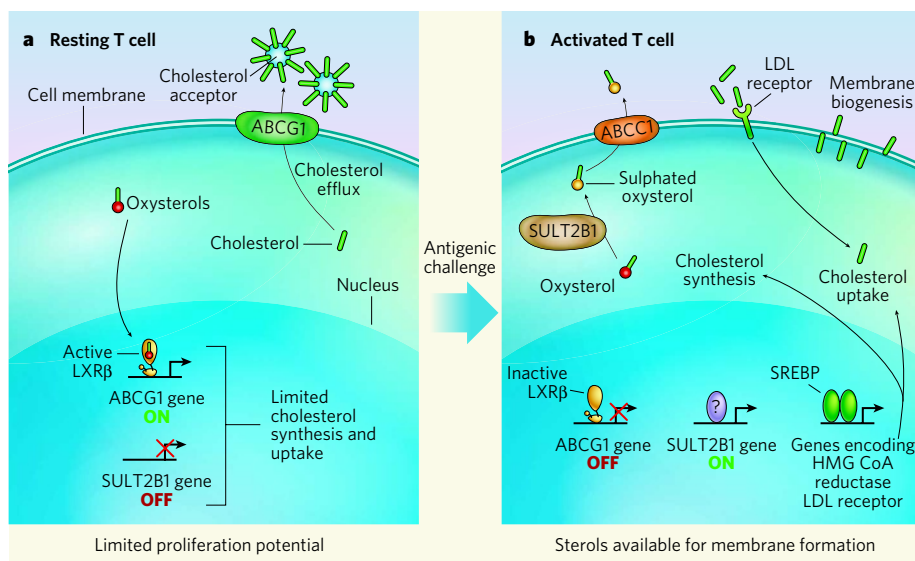 a Resting T cell
Cholesterol
acceptor
Cell membrane
ABCG1
Cholesterol
efflux
Oxysterols
Cholesterol
Nucleus
Active
LXRβ
ABCG1 gene
ON
SULT2B1 gene
OFF
Limited
cholesterol
synthesis and
uptake
Limited proliferation potential
Antigenic
challenge
b Activated T cell
LDL
receptor
Membrane
biogenesis
ABCC1
Sulphated
oxysterol
SULT2B1
Oxysterol
Cholesterol
synthesis
Cholesterol
uptake
Inactive
LXRβ
ABCG1 gene
OFF
?
SULT2B1 gene
ON
SREBP
Genes encoding
HMG CoA
reductase
LDL receptor
Sterols available for membrane formation